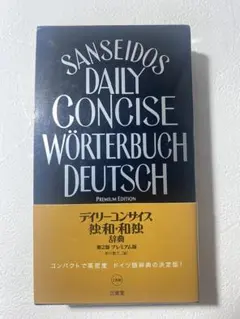 SANSEIDOS
DAILY
CONCISE
WÖRTERBUCH
DEUTSCH
PREMIUM EDITION
デイリーコンサイス
独和・和独
辞典
第2版 プレミアム版
コンパクトで高密度 ドイツ語辞典の決定版!
三省堂